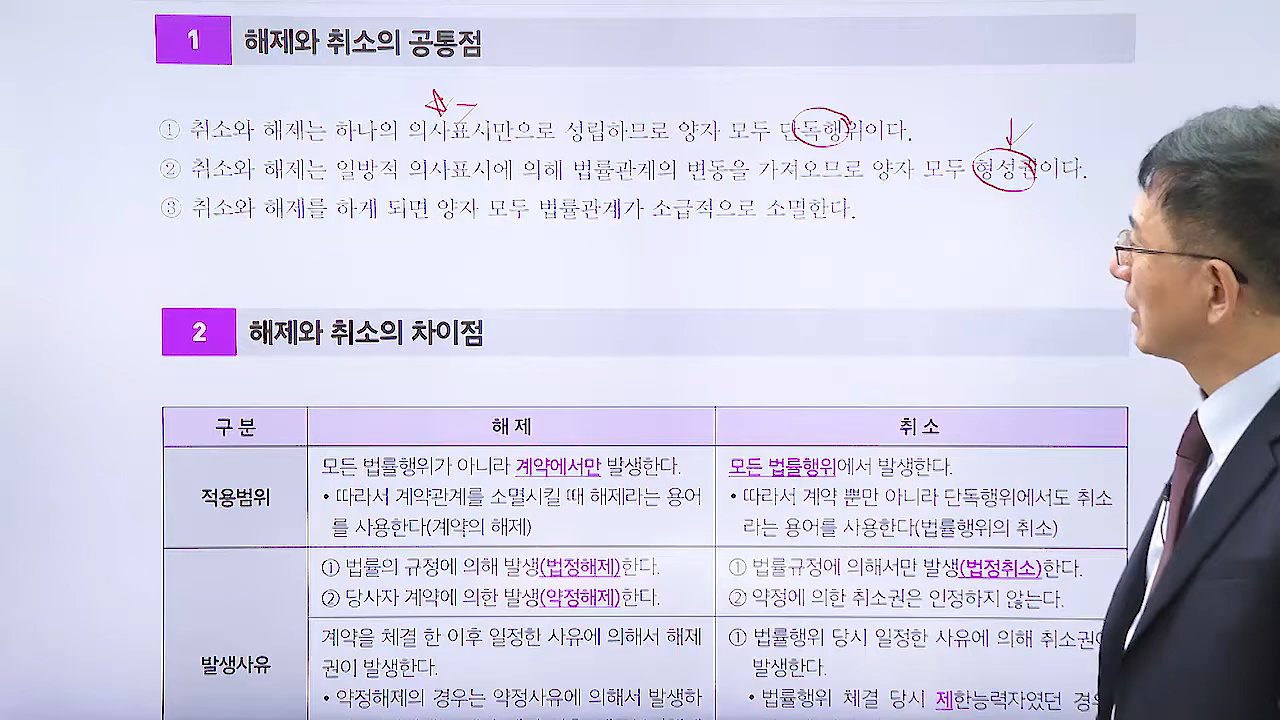 1 해제와 취소의 공통점
① 취소와 해제는 하나의 의사표시만으로 성립하므로 양자 모두 단독행위이다.
② 취소와 해제는 일반적 의사표시에 의해 법률관계의 변동을 가져오므로 양자 모두 형성권이다.
③ 취소와 해제를 하게 되면 양자 모두 법률관계가 소급적으로 소멸한다.
2 해제와 취소의 차이점
구 분 해 제 취 소
적용범위
모든 법률행위가 아니라 계약에서만 발생한다.
• 따라서 계약관계를 소멸시킬 때 해제라는 용어
를 사용한다(계약의 해제)
모든 법률행위에서 발생한다.
• 따라서 계약 뿐만 아니라 단독행위에서도 취소
라는 용어를 사용한다(법률행위의 취소)
발생사유
① 법률의 규정에 의해 발생(법정해제)한다.
② 당사자 계약에 의한 발생(약정해제)한다.
① 법률규정에 의해서만 발생(법정취소)한다.
② 약정에 의한 취소권은 인정하지 않는다.
계약을 체결 한 이후 일정한 사유에 의해서 해제
권이 발생한다.
• 약정해제의 경우는 약정사유에 의해서 발생하
① 법률행위 당시 일정한 사유에 의해
발생한다.
• 법률행위 체결 당시 제한능력자였던